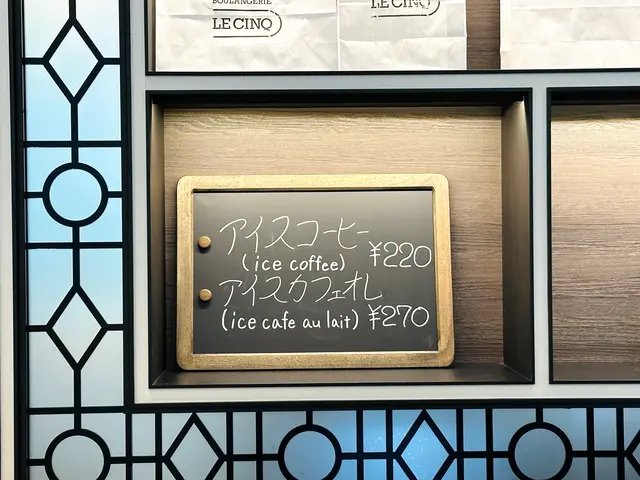 BOULANGERIE
LE CINQ
LE CINQ
アイスコーヒー
(ice coffee) ¥220
アイスカフェオレ
(ice cafe au lait) ¥270